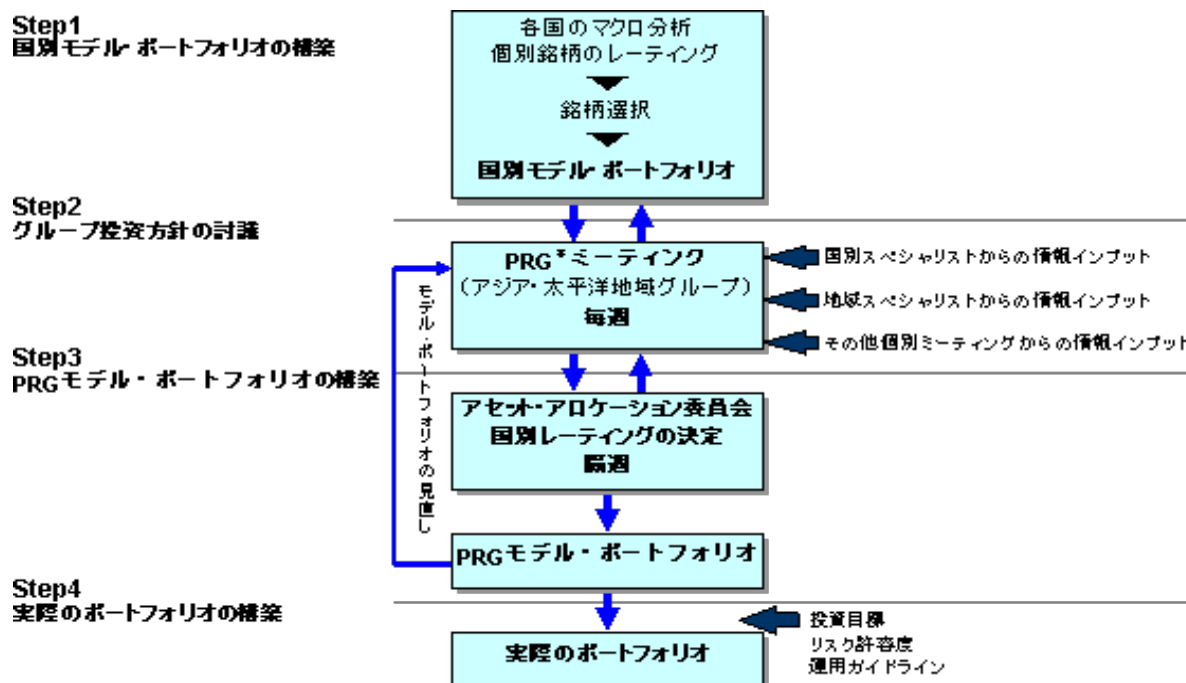 Step1
国別モデル・ポートフォリオの構築
各国のマクロ分析
個別銘柄のレーティング
銘柄選択
国別モデル・ポートフォリオ
Step2
グループ投資方針の討議
PRG*ミーティング
(アジア・太平洋地域グループ)
毎週
国別スペシャリストからの情報インプット
地域スペシャリストからの情報インプット
その他個別ミーティングからの情報インプット
モデル・ポートフォリオの見直し
Step3
PRGモデル・ポートフォリオの構築
アセット・アロケーション委員会
国別レーティングの決定
隔週
PRGモデル・ポートフォリオ
Step4
実際のポートフォリオの構築
投資目標
リスク許容度
運用ガイドライン
実際のポートフォリオ